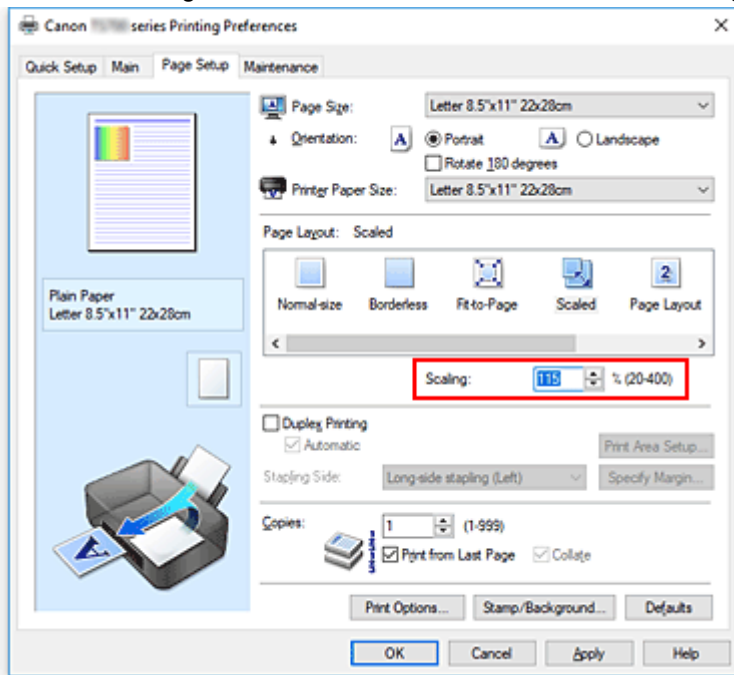 Canon series Printing Preferences
Quick Setup Main Page Setup Maintenance
Page Size: Letter 8.5"x11" 22x28cm
Orientation: A Portrait A Landscape
Rotate 180 degrees
Printer Paper Size: Letter 8.5"x11" 22x28cm
Page Layout: Scaled
Normal-size Borderless Fit-to-Page Scaled Page Layout
2
Plain Paper
Letter 8.5"x11" 22x28cm
Scaling: 115 % (20-400)
Duplex Printing
Automatic
Print Area Setup...
Stapling Side: Long-side stapling (Left) Specify Margin...
Copies: 1 (1-999)
Print from Last Page Collate
A
Print Options... Stamp/Background... Defaults
OK Cancel Apply Help